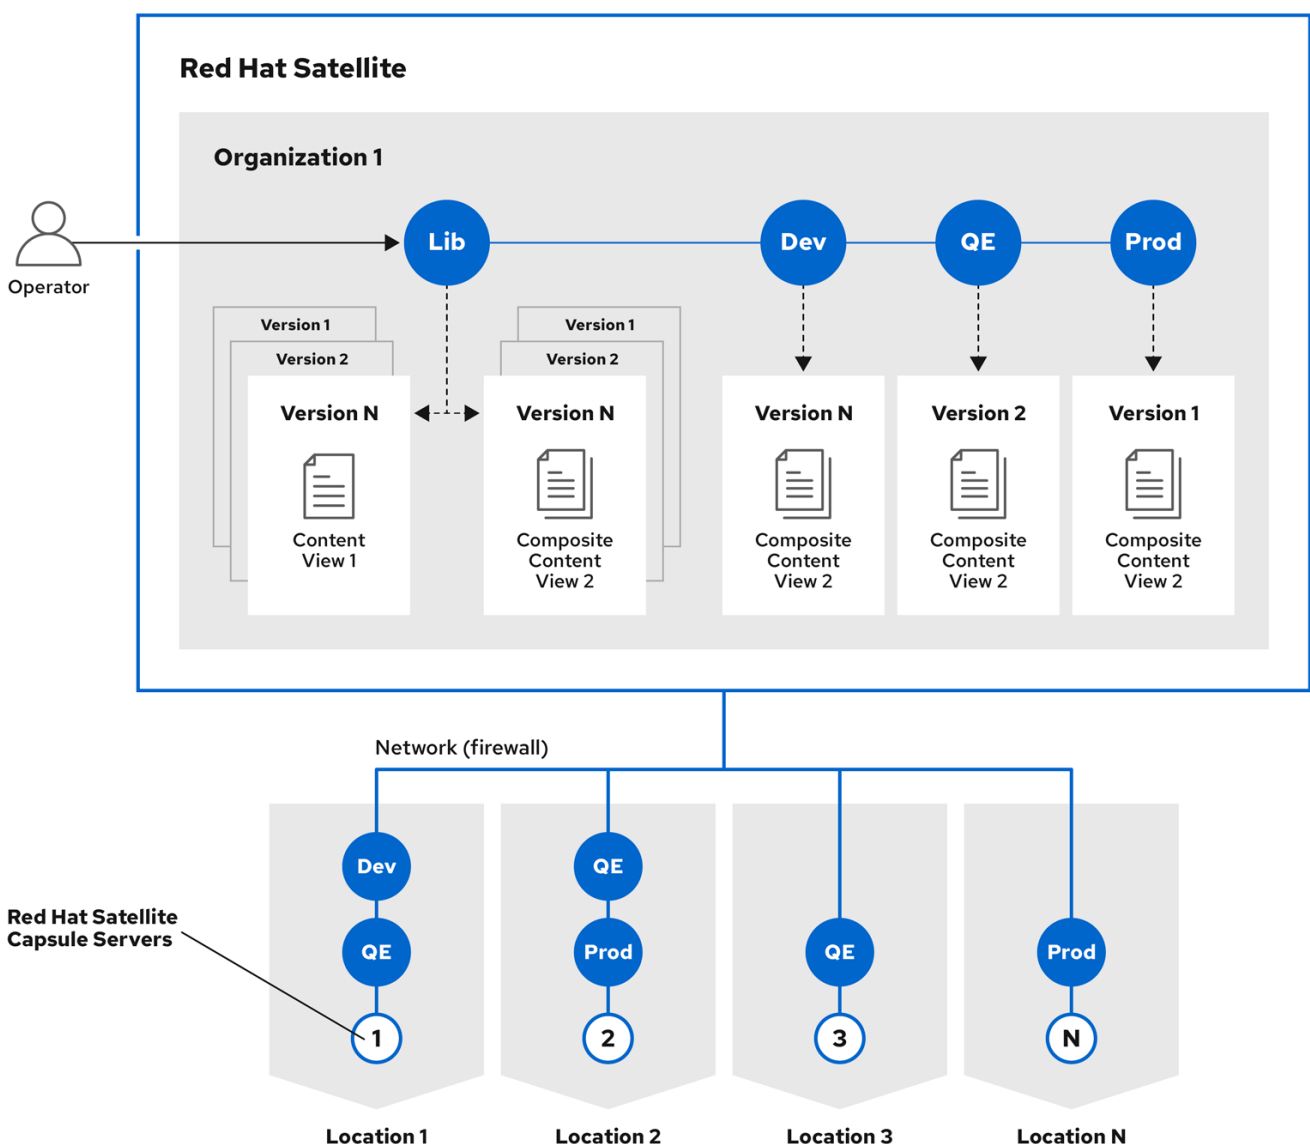 Red Hat Satellite
Organization 1
Operator
Lib
Dev
QE
Prod
Version 1
Version 2
Version N
Content
View 1
Version 1
Version 2
Version N
Composite
Content
View 2
Version N
Composite
Content
View 2
Version 2
Composite
Content
View 2
Version 1
Composite
Content
View 2
Network (firewall)
Red Hat Satellite
Capsule Servers
Dev
QE
1
Location 1
QE
Prod
2
Location 2
QE
3
Location 3
Prod
N
Location N